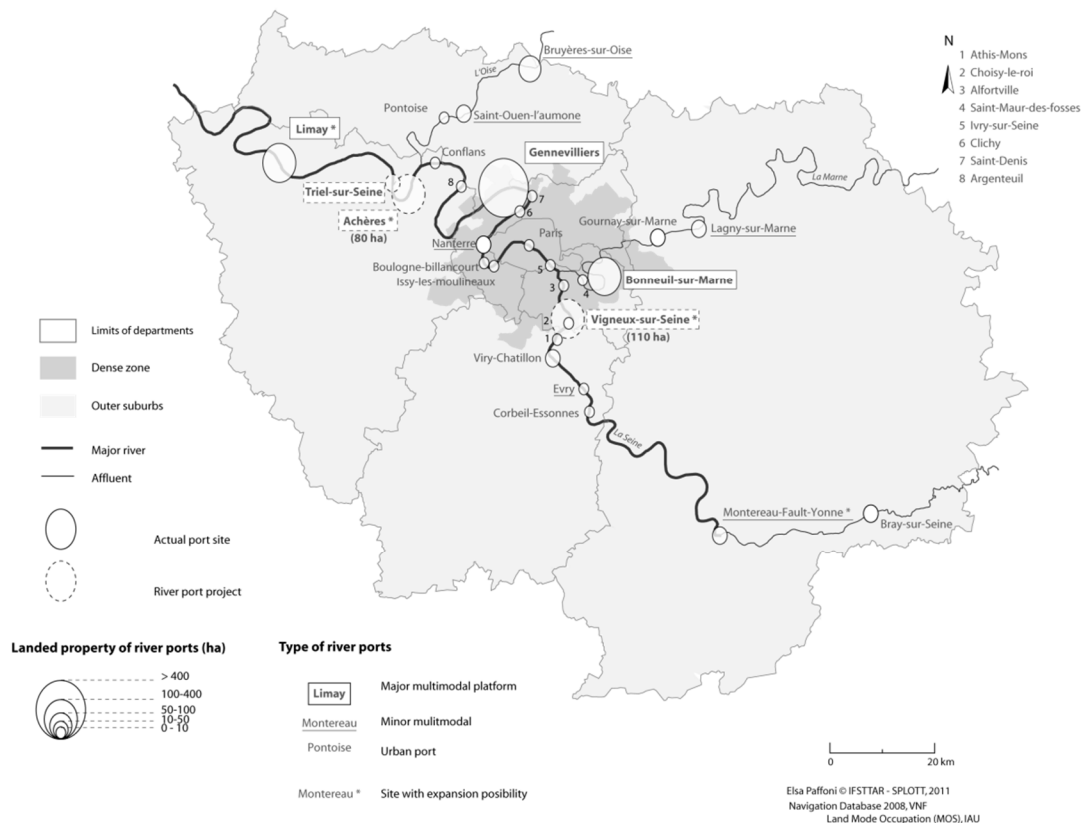 Bruyères-sur-Oise
L'Oise
Pontoise
Saint-Ouen-l'aumone
Limay *
Conflans
Gennevilliers
Triel-sur-Seine
8
7
6
Achères *
(80 ha)
La Marne
Gournay-sur-Marne
Lagny-sur-Marne
Nanterre
Paris
Boulogne-billancourt
Issy-les-moulineaux
5
3
4
Bonneuil-sur-Marne
2
Vigneux-sur-Seine *
(110 ha)
1
Viry-Chatillon
Evry
Corbeil-Essonnes
La Seine
Montereau-Fault-Yonne *
Bray-sur-Seine
N
1 Athis-Mons
2 Choisy-le-roi
3 Alfortville
4 Saint-Maur-des-fosses
5 Ivry-sur-Seine
6 Clichy
7 Saint-Denis
8 Argenteuil
Limits of departments
Dense zone
Outer suburbs
Major river
Affluent
Actual port site
River port project
Landed property of river ports (ha)
> 400
100-400
50-100
10-50
0 - 10
Type of river ports
Limay
Major multimodal platform
Montereau
Minor mulitmodal
Pontoise
Urban port
Montereau *
Site with expansion posibility
0
20 km
Elsa Paffoni © IFSTTAR - SPLOTT, 2011
Navigation Database 2008, VNF
Land Mode Occupation (MOS), IAU